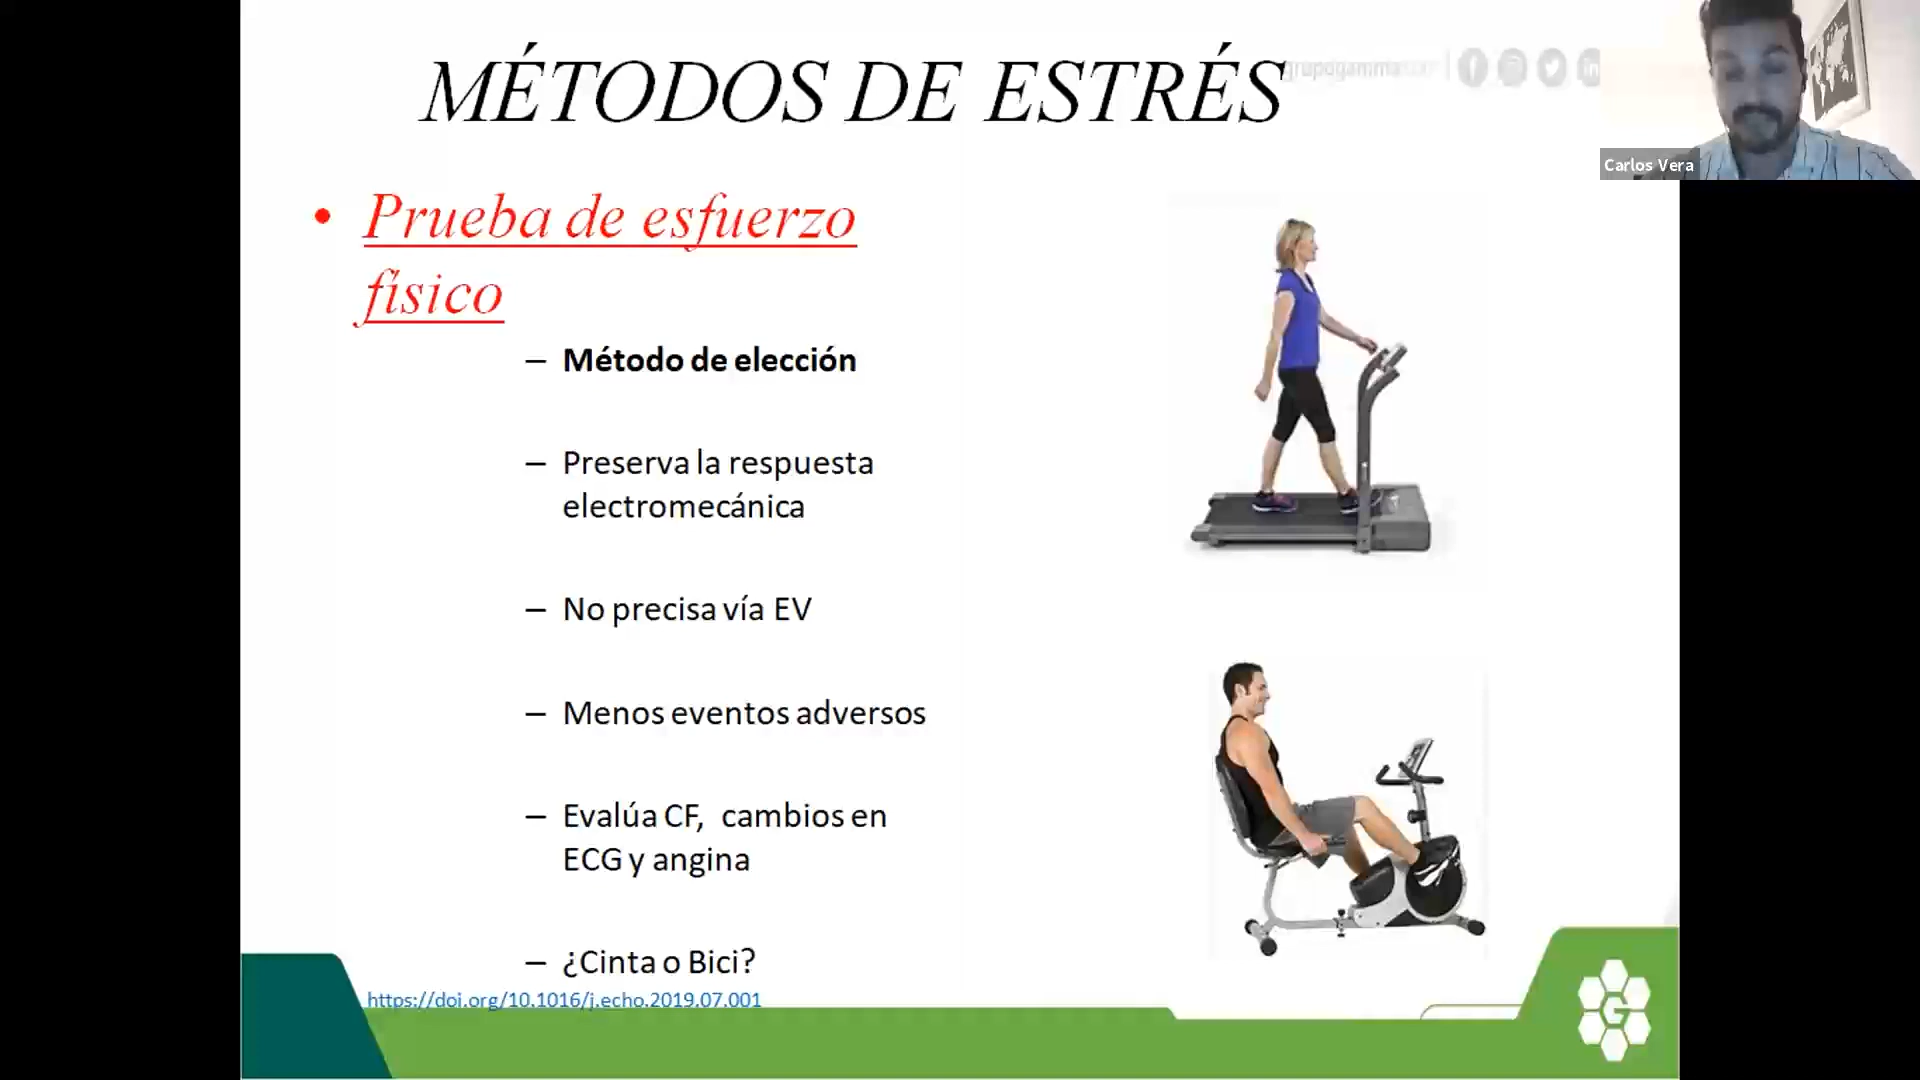 MÉTODOS DE ESTRÉS
Carlos Vera
• Prueba de esfuerzo
físico
– Método de elección
– Preserva la respuesta
electromecánica
– No precisa vía EV
– Menos eventos adversos
– Evalúa CF, cambios en
ECG y angina
– ¿Cinta o Bici?
https://doi.org/10.1016/j.echo.2019.07.001
G